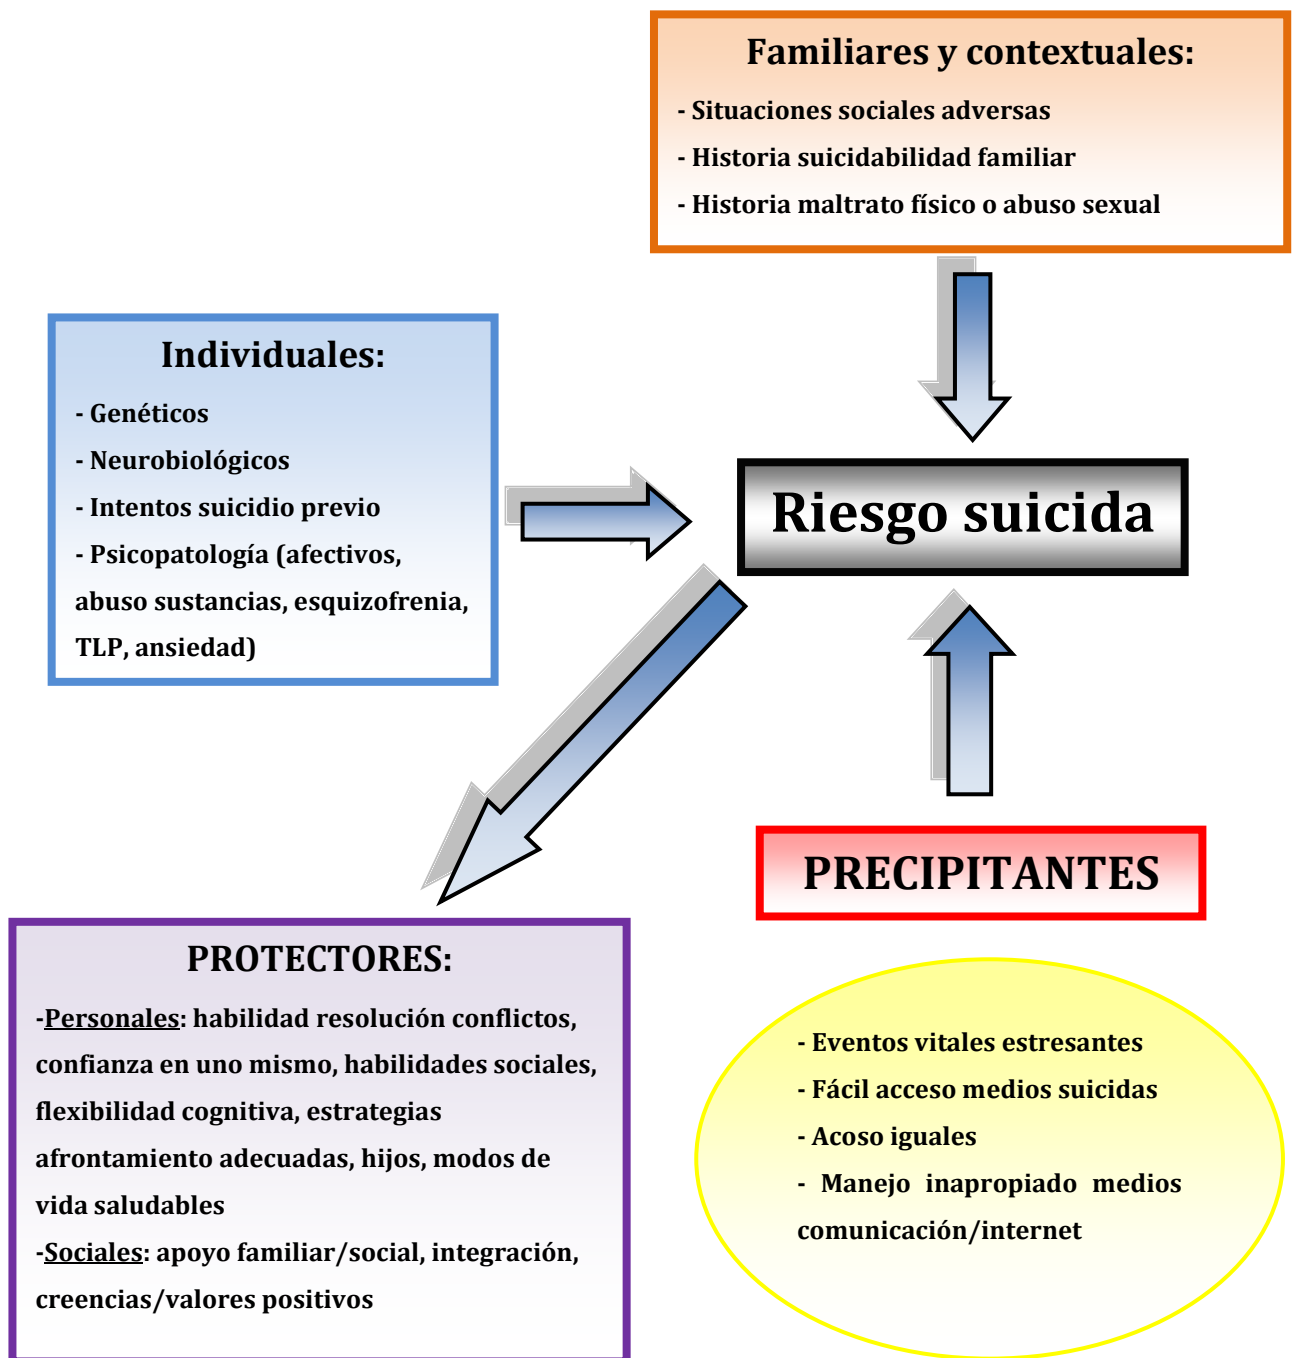 Familiares y contextuales:
- Situaciones sociales adversas
- Historia suicidabilidad familiar
- Historia maltrato físico o abuso sexual
Individuales:
- Genéticos
- Neurobiológicos
- Intentos suicidio previo
- Psicopatología (afectivos,
abuso sustancias, esquizofrenia,
TLP, ansiedad)
Riesgo suicida
PRECIPITANTES
PROTECTORES:
-Personales: habilidad resolución conflictos,
confianza en uno mismo, habilidades sociales,
flexibilidad cognitiva, estrategias
afrontamiento adecuadas, hijos, modos de
vida saludables
-Sociales: apoyo familiar/social, integración,
creencias/valores positivos
- Eventos vitales estresantes
- Fácil acceso medios suicidas
- Acoso iguales
- Manejo inapropiado medios
comunicación/internet